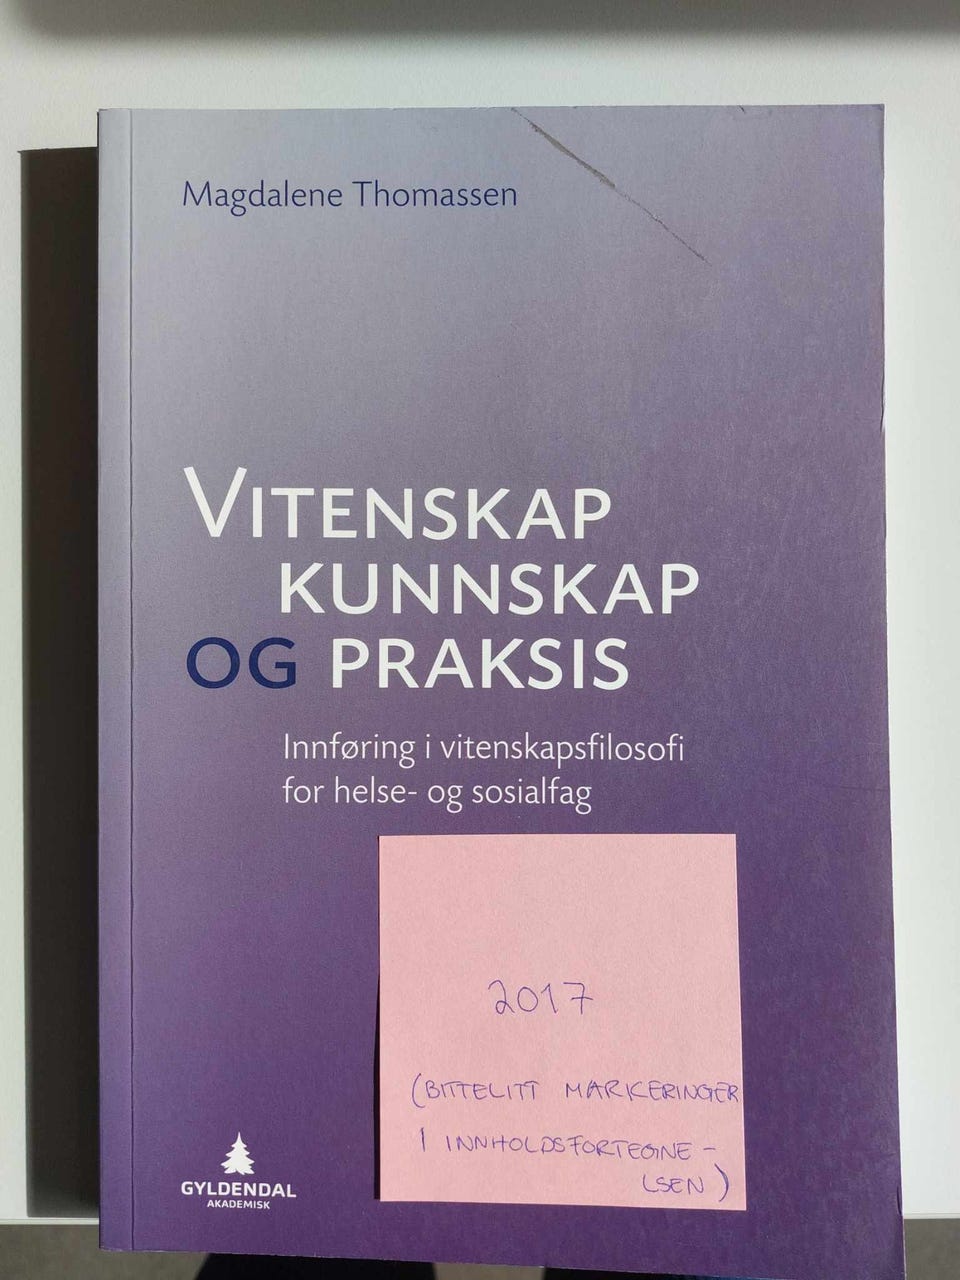 Magdalene Thomassen
VITENSKAP
KUNNSKAP
OG PRAKSIS
Innføring i vitenskapsfilosofi
for helse- og sosialfag
2017
(BITTELITT MARKERINGER
I INNHOLDSFORTEGNE-
LSEN)
GYLDENDAL
AKADEMISK